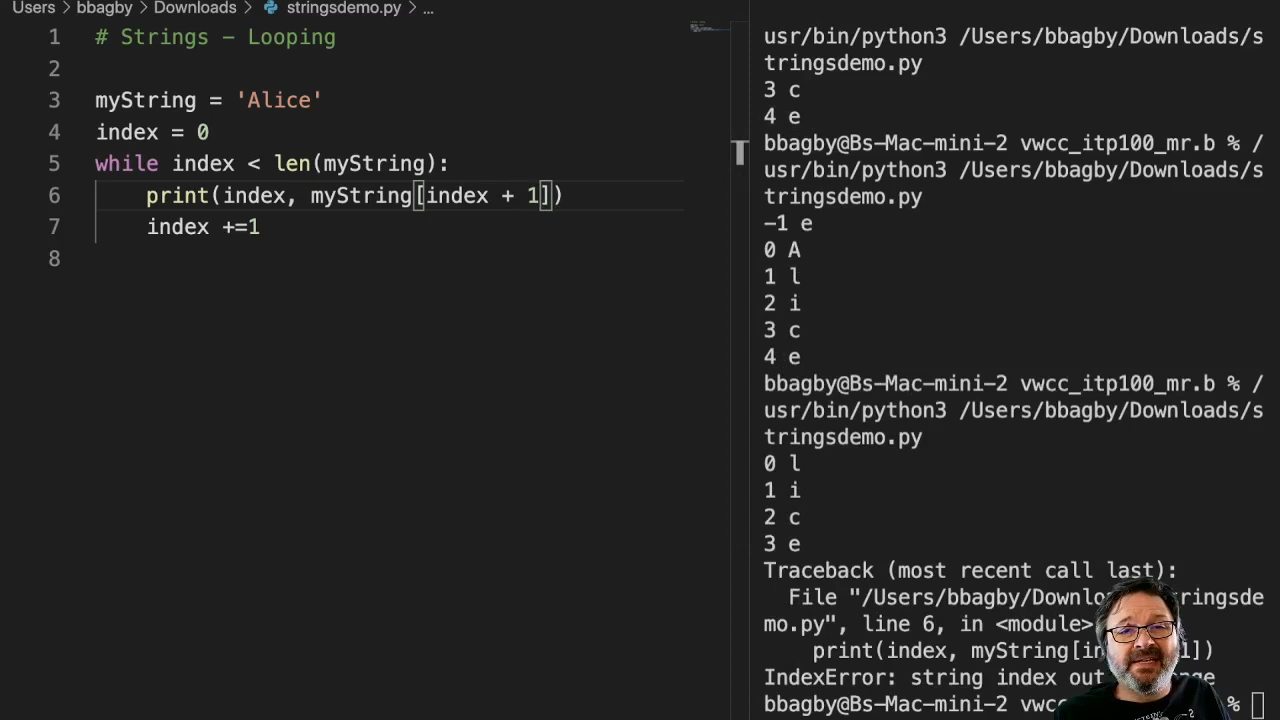 Users > bbagby > Downloads > stringsdemo.py > ...
1 # Strings - Looping
2
3 myString = 'Alice'
4 index = 0
5 while index < len(myString):
6 print(index, myString[index + 1])
7 index +=1
8
usr/bin/python3 /Users/bbagby/Downloads/s
tringsdemo.py
3 c
4 e
bbagby@Bs-Mac-mini-2 vwcc_itp100_mr.b % /
usr/bin/python3 /Users/bbagby/Downloads/s
tringsdemo.py
-1 e
0 A
1 l
2 i
3 c
4 e
bbagby@Bs-Mac-mini-2 vwcc_itp100_mr.b % /
usr/bin/python3 /Users/bbagby/Downloads/s
tringsdemo.py
0 l
1 i
2 c
3 e
Traceback (most recent call last):
File "/Users/bbagby/Downlo tringsde
mo.py", line 6, in <module>
print(index, myString[in 1])
IndexError: string index out nge
bbagby@Bs-Mac-mini-2 vwcc %